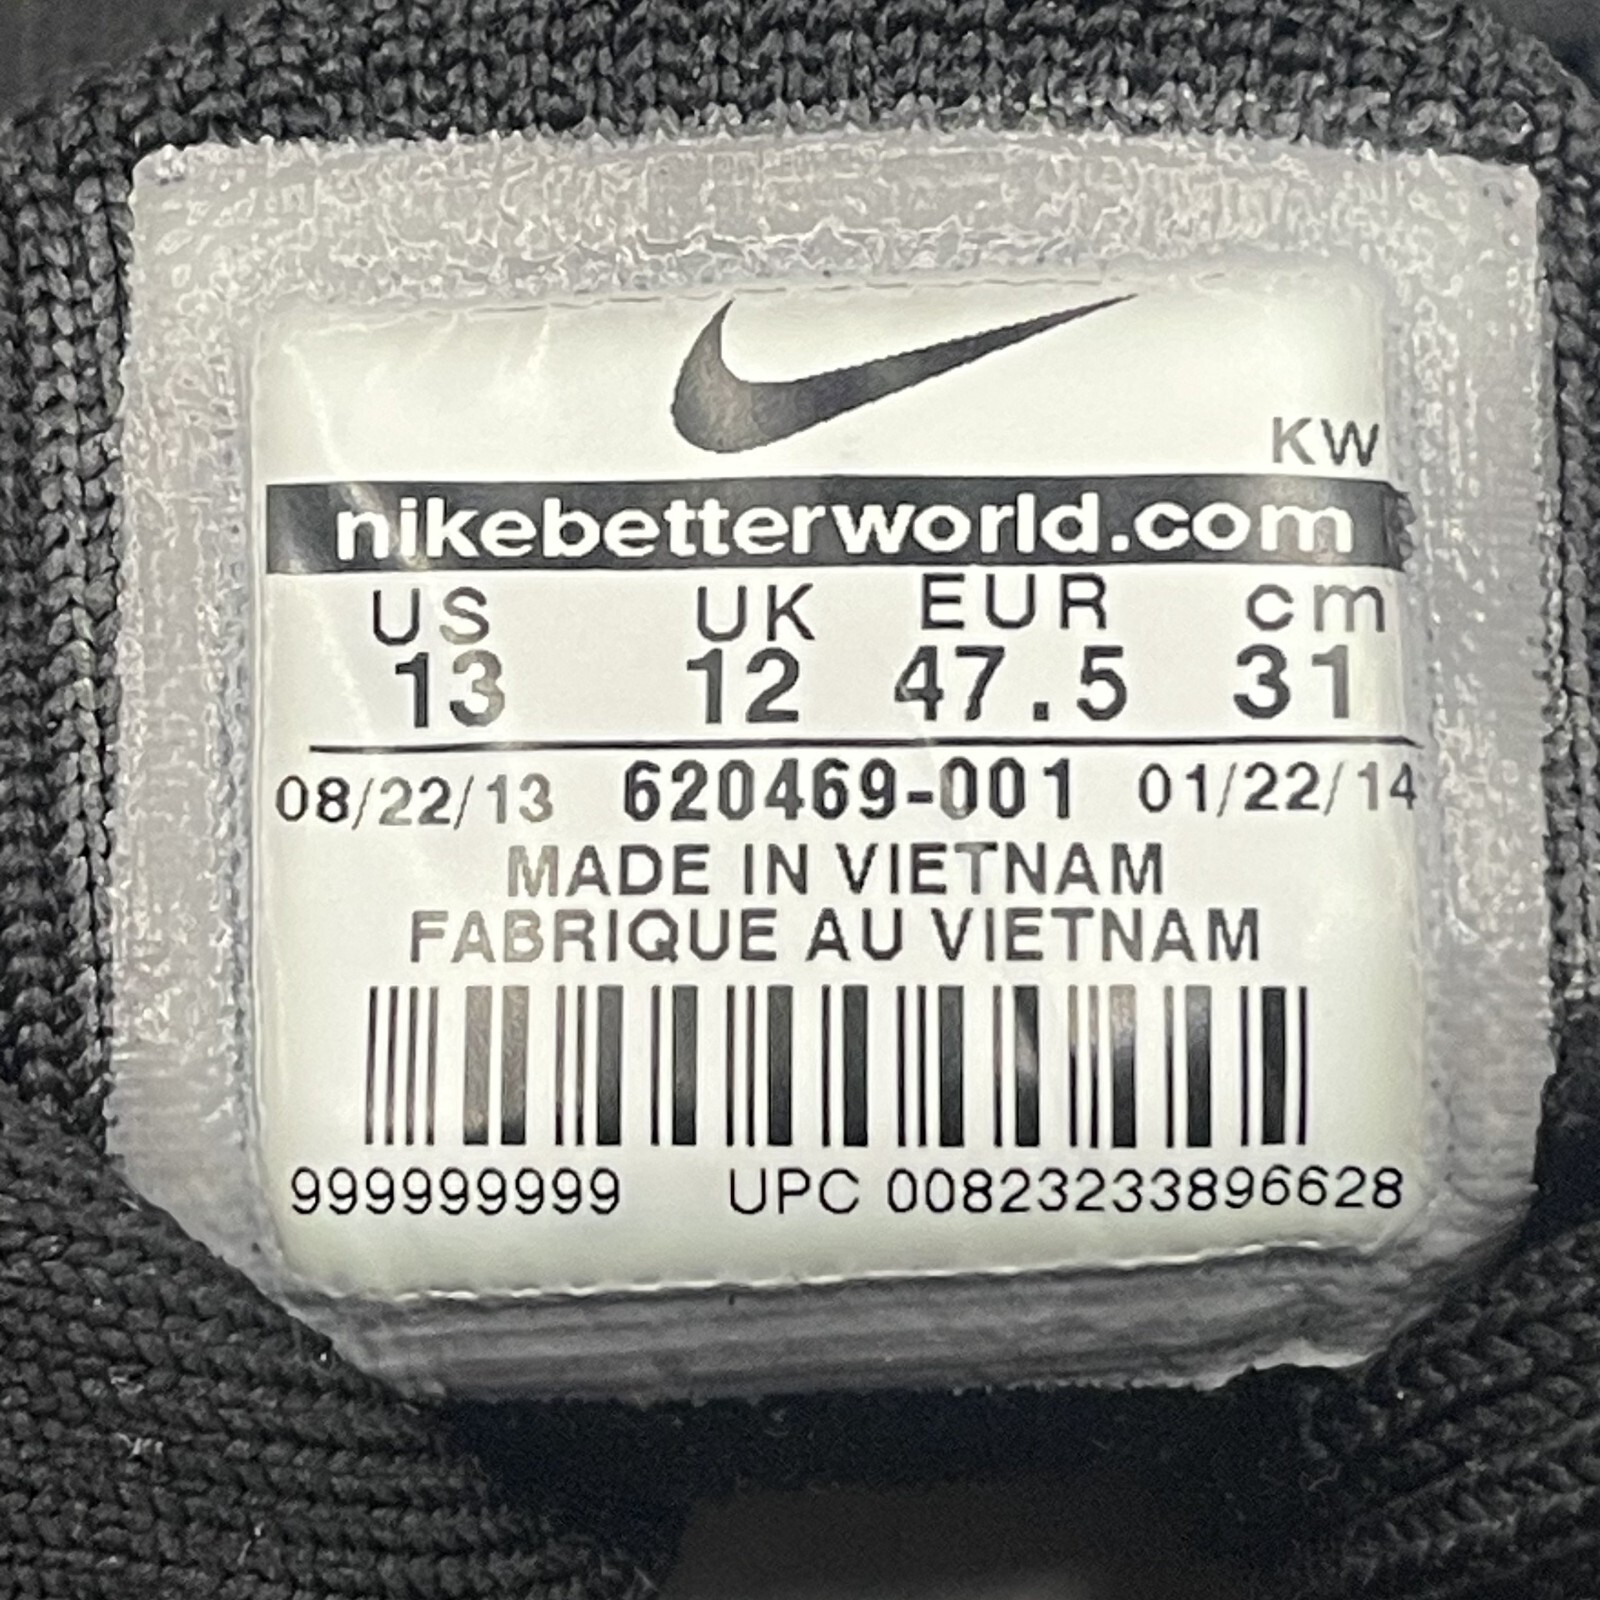 KW
nikebetterworld.com
US UK EUR cm
13 12 47.5 31
08/22/13 620469-001 01/22/14
MADE IN VIETNAM
FABRIQUE AU VIETNAM
999999999 UPC 00823233896628